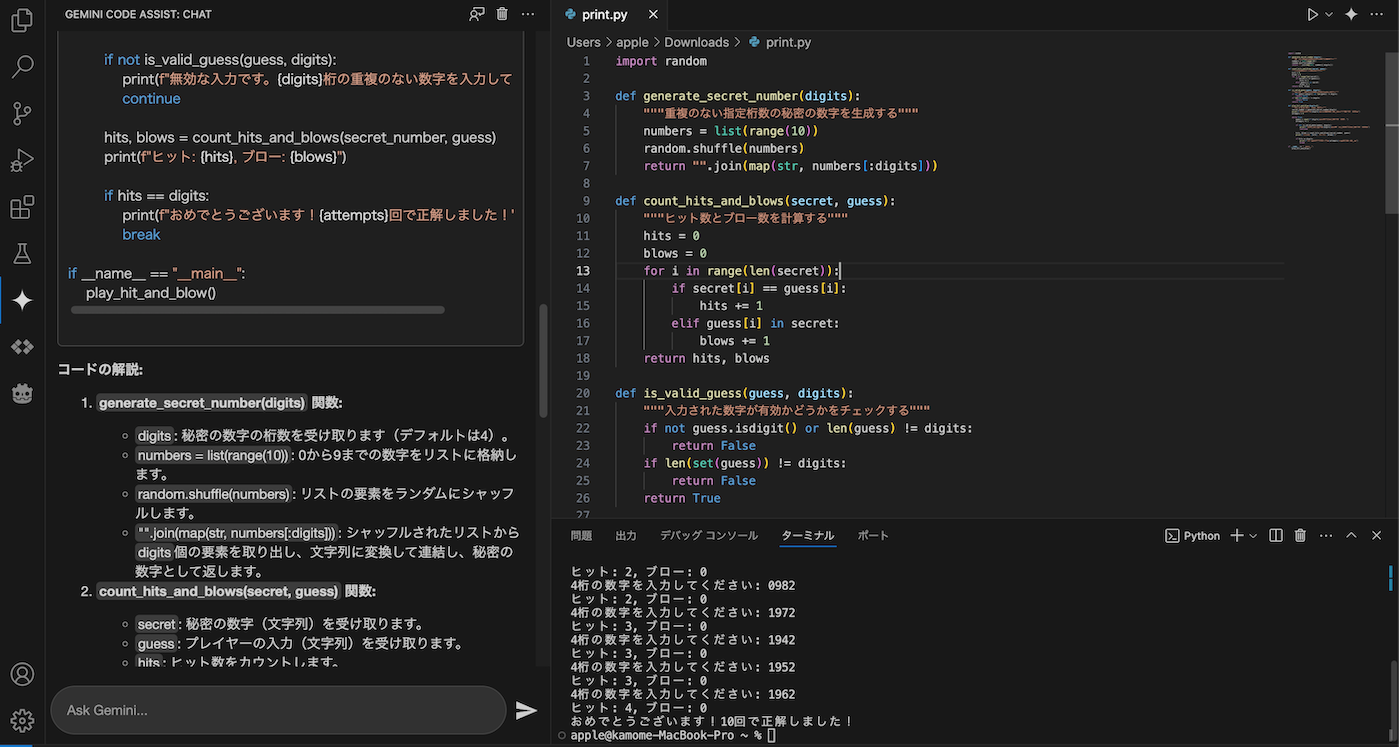 GEMINI CODE ASSIST: CHAT
if not is_valid_guess(guess, digits):
print(f"無効な入力です。{digits}桁の重複のない数字を入力して
continue
hits, blows = count_hits_and_blows(secret_number, guess)
print(f"ヒット: {hits}, ブロー: {blows}")
if hits == digits:
print(f"おめでとうございます！{attempts}回で正解しました！"
break
if __name__ == "__main__":
play_hit_and_blow()
コードの解説:
1. generate_secret_number(digits) 関数:
digits: 秘密の数字の桁数を受け取ります（デフォルトは4）。
numbers = list(range(10)): 0から9までの数字をリストに格納し
ます。
random.shuffle(numbers): リストの要素をランダムにシャッフ
ルします。
"".join(map(str, numbers[:digits])): シャッフルされたリストから
digits個の要素を取り出し、文字列に変換して連結し、秘密の
数字として返します。
2. count_hits_and_blows(secret, guess) 関数:
secret: 秘密の数字（文字列）を受け取ります。
guess: プレイヤーの入力（文字列）を受け取ります。
hits: ヒット数をカウントします。
Ask Gemini...
print.py
Users > apple > Downloads > print.py
1 import random
2
3 def generate_secret_number(digits):
4 """重複のない指定桁数の秘密の数字を生成する"""
5 numbers = list(range(10))
6 random.shuffle(numbers)
7 return "".join(map(str, numbers[:digits]))
8
9 def count_hits_and_blows(secret, guess):
10 """ヒット数とブロー数を計算する"""
11 hits = 0
12 blows = 0
13 for i in range(len(secret)):
14 if secret[i] == guess[i]:
15 hits += 1
16 elif guess[i] in secret:
17 blows += 1
18 return hits, blows
19
20 def is_valid_guess(guess, digits):
21 """入力された数字が有効かどうかをチェックする"""
22 if not guess.isdigit() or len(guess) != digits:
23 return False
24 if len(set(guess)) != digits:
25 return False
26 return True
27
問題 出力 デバッグ コンソール ターミナル ポート
Python
ヒット: 2, ブロー: 0
4桁の数字を入力してください: 0982
ヒット: 2, ブロー: 0
4桁の数字を入力してください: 1972
ヒット: 3, ブロー: 0
4桁の数字を入力してください: 1942
ヒット: 3, ブロー: 0
4桁の数字を入力してください: 1952
ヒット: 3, ブロー: 0
4桁の数字を入力してください: 1962
ヒット: 4, ブロー: 0
おめでとうございます！10回で正解しました！
apple@kamome-MacBook-Pro ~ %